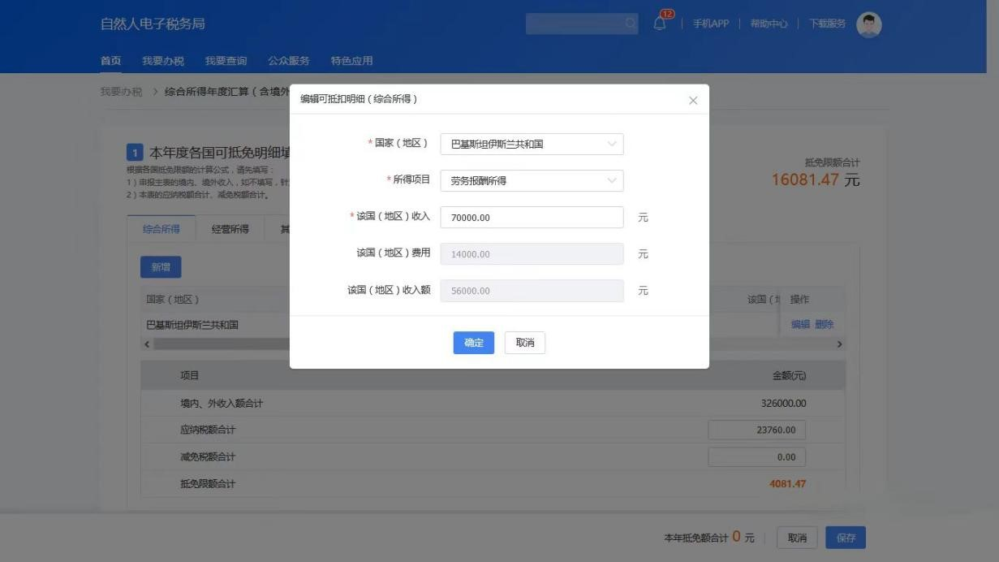 自然人电子税务局
12
手机APP
帮助中心
下载服务
首页
我要办税
我要查询
公众服务
特色应用
我要办税 > 综合所得年度汇算（含境外
编辑可抵扣明细（综合所得）
1 本年度各国可抵免明细填
根据各国抵免限额的计算公式，请先填写：
1）申报主表的境内、境外收入，如不填写，针
2）本表的应纳税额合计、减免税额合计。
抵免限额合计
16081.47 元
* 国家（地区） 巴基斯坦伊斯兰共和国
* 所得项目 劳务报酬所得
* 该国（地区）收入 70000.00 元
该国（地区）费用 14000.00 元
该国（地区）收入额 56000.00 元
确定 取消
综合所得 经营所得 其
新增
国家（地区） 该国（地 操作
巴基斯坦伊斯兰共和国 编辑 删除
项目 金额(元)
境内、外收入额合计 326000.00
应纳税额合计 23760.00
减免税额合计 0.00
抵免限额合计 4081.47
本年抵免额合计 0 元 取消 保存